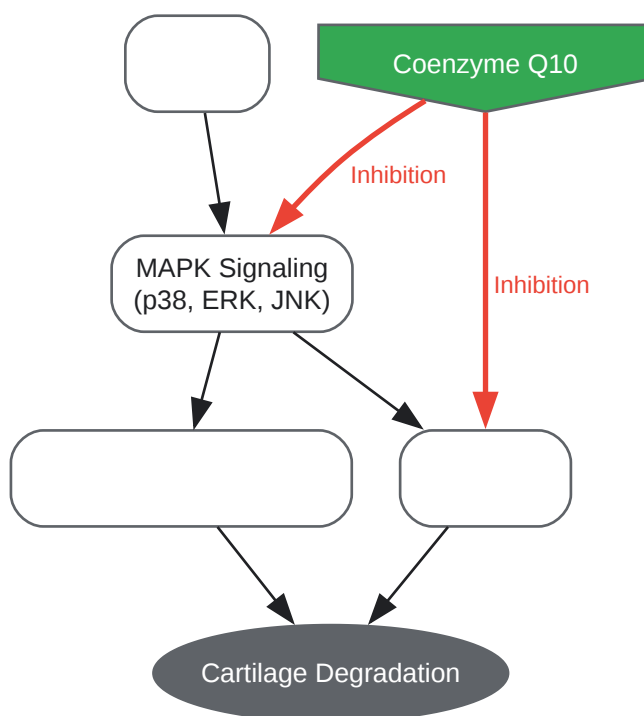 Coenzyme Q10
Inhibition
MAPK Signaling
(p38, ERK, JNK)
Inhibition
Cartilage Degradation